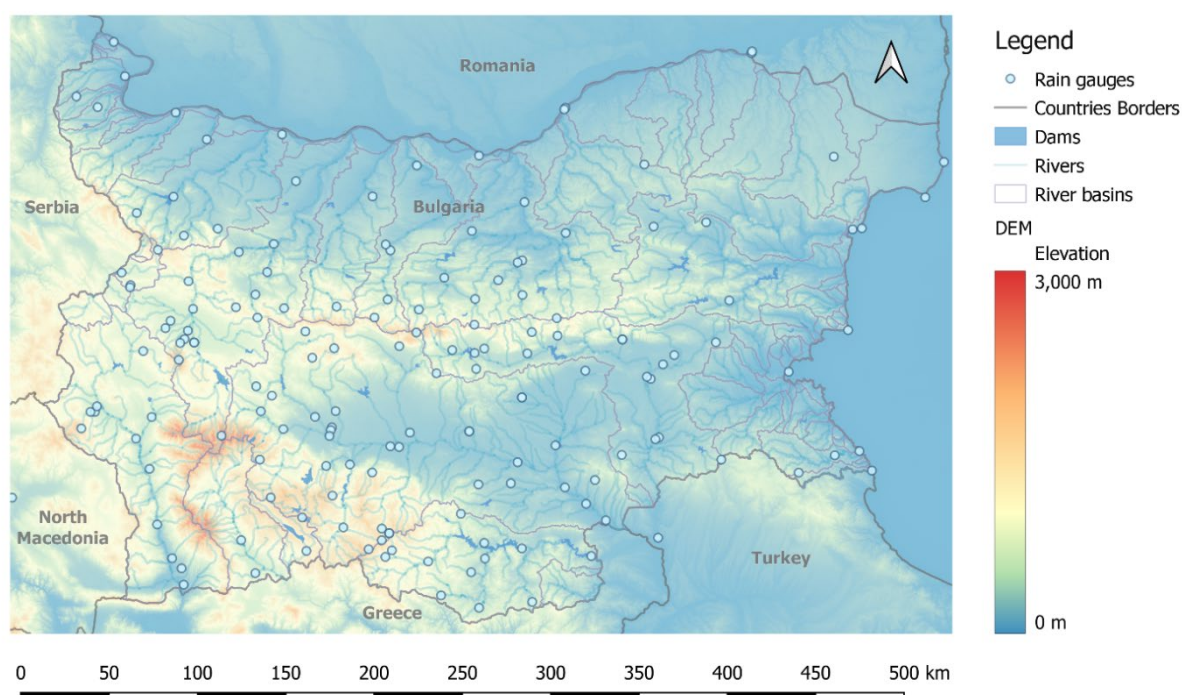 Romania
Serbia
Bulgaria
North
Macedonia
Turkey
Greece
0 50 100 150 200 250 300 350 400 450 500 km
Legend
Rain gauges
Countries Borders
Dams
Rivers
River basins
DEM
Elevation
3,000 m
0 m